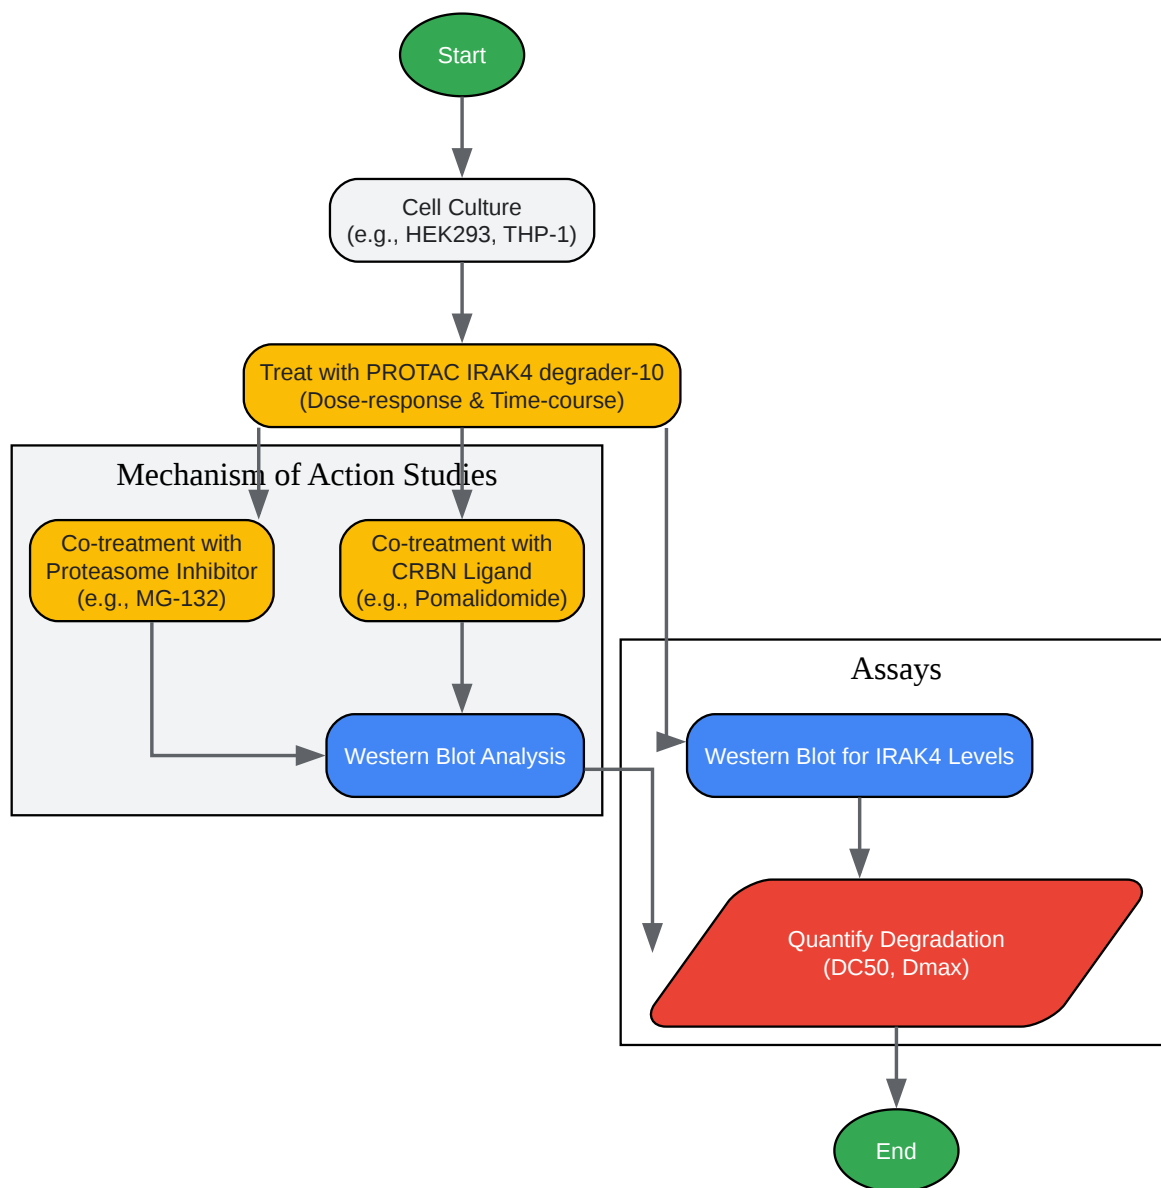 Start
Cell Culture
(e.g., HEK293, THP-1)
Treat with PROTAC IRAK4 degrader-10
(Dose-response & Time-course)
Mechanism of Action Studies
Co-treatment with
Proteasome Inhibitor
(e.g., MG-132)
Co-treatment with
CRBN Ligand
(e.g., Pomalidomide)
Western Blot Analysis
Assays
Western Blot for IRAK4 Levels
Quantify Degradation
(DC50, Dmax)
End